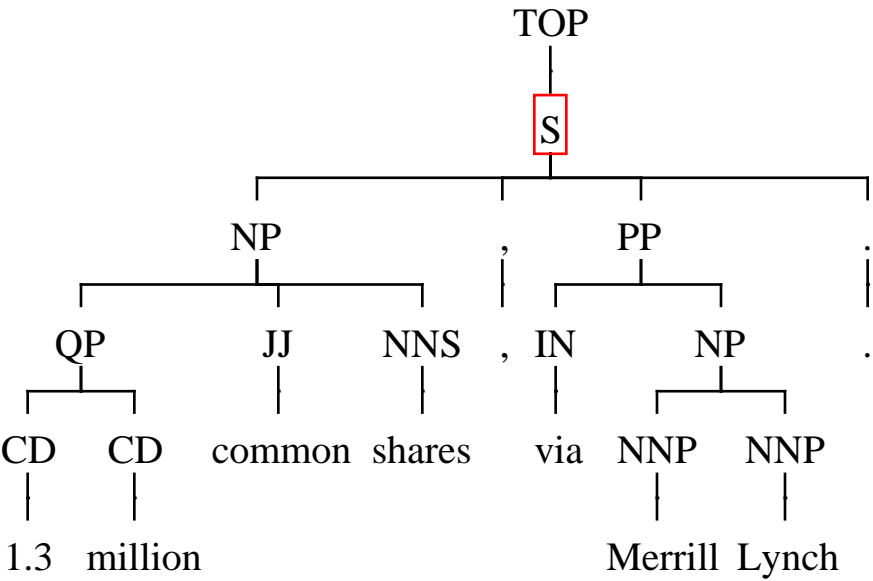 TOP
S
NP , PP .
QP JJ NNS , IN NP .
CD CD common shares via NNP NNP
1.3 million Merrill Lynch